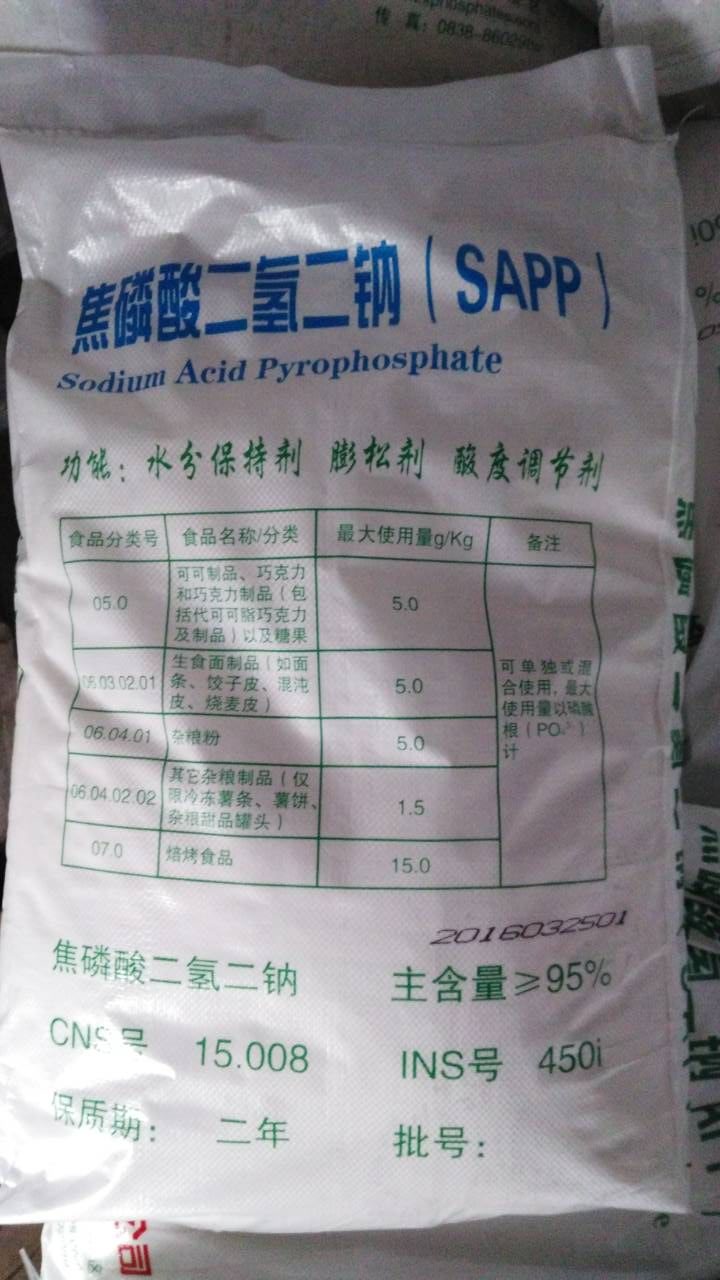 传 真：0838-8602
焦磷酸二氢二钠（SAPP）
Sodium Acid Pyrophosphate
功能：水分保持剂 膨松剂 酸度调节剂
食品分类号 食品名称/分类 最大使用量g/Kg 备注
05.0
可可制品、巧克力
和巧克力制品（包
括代可可脂巧克力
及制品）以及糖果
5.0
06.03.02.01
生食面制品（如面
条、饺子皮、混沌
皮、烧麦皮）
5.0
06.04.01 杂粮粉 5.0
06.04.02.02
其它杂粮制品（仅
限冷冻薯条、薯饼、
杂根甜品罐头）
1.5
07.0 焙烤食品 15.0
可单独或混
合使用，最大
使用量以磷酸
根（PO₄³⁻）
计
2016032501
焦磷酸二氢二钠 主含量≥95%
CNS号 15.008 INS号 450i
保质期： 二年 批号：
公司